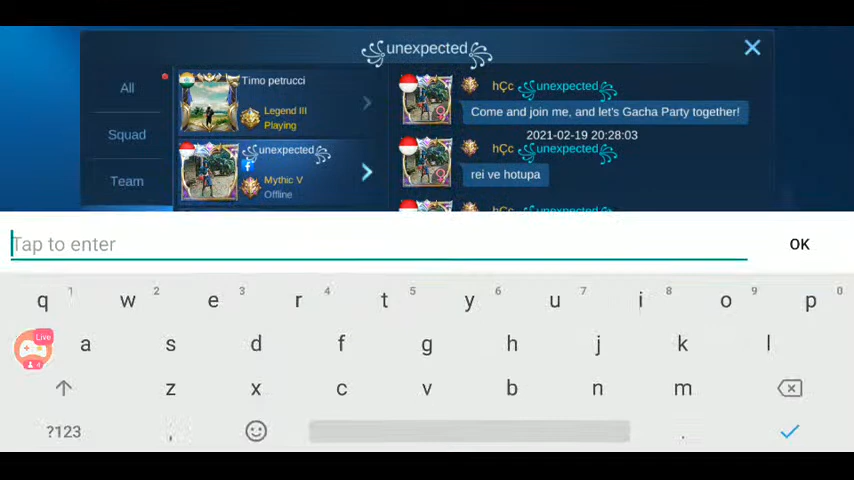 unexpected
All
Squad
Team
Timo petrucci
Legend III
Playing
unexpected
Mythic V
Offline
hÇc unexpected
Come and join me, and let's Gacha Party together!
2021-02-19 20:28:03
hÇc unexpected
rei ve hotupa
Tap to enter
OK
q 1 w 2 e 3 r 4 t 5 y 6 u 7 i 8 o 9 p 0
Live
4
a s d f g h j k l
z x c v b n m
?123 , .